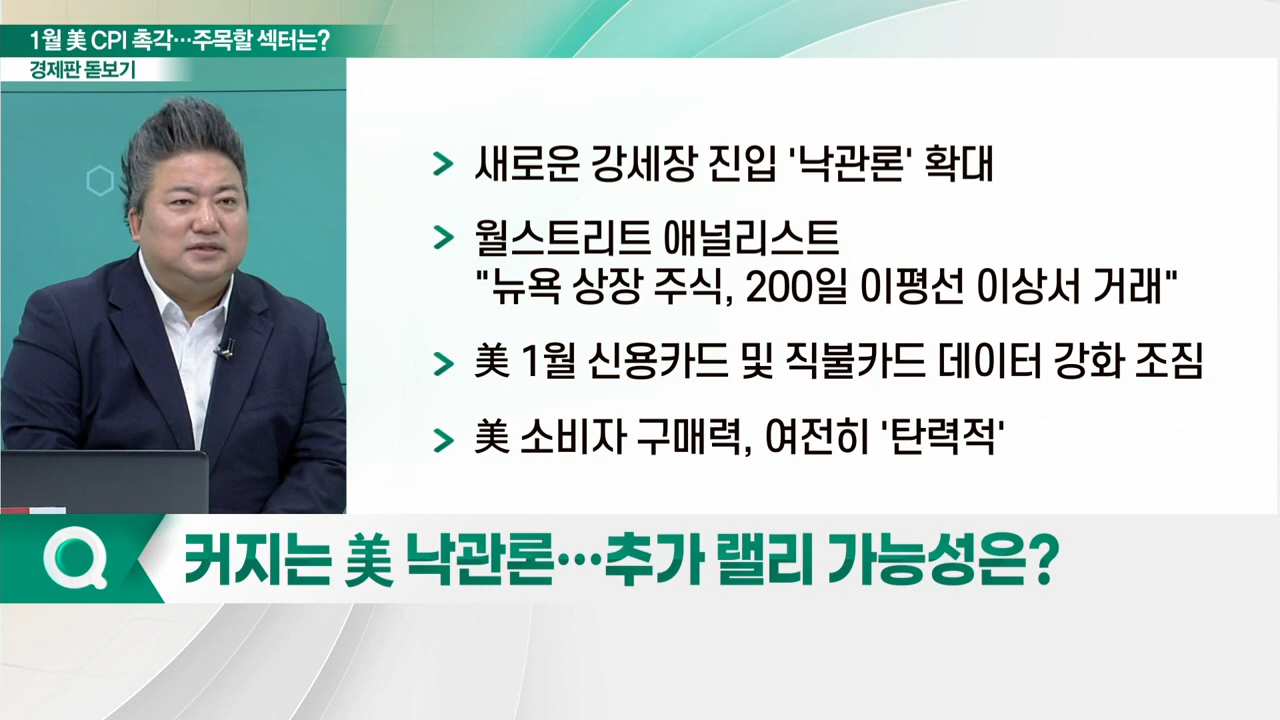 1월 美 CPI 촉각…주목할 섹터는?
경제판 돋보기
> 새로운 강세장 진입 '낙관론' 확대
> 월스트리트 애널리스트
"뉴욕 상장 주식, 200일 이평선 이상서 거래"
> 美 1월 신용카드 및 직불카드 데이터 강화 조짐
> 美 소비자 구매력, 여전히 '탄력적'
커지는 美 낙관론…추가 랠리 가능성은?